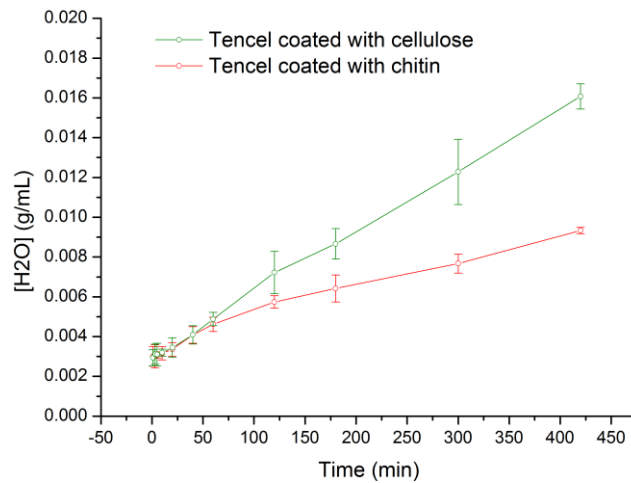 0.020
0.018
0.016
0.014
0.012
0.010
0.008
0.006
0.004
0.002
0.000
[H2O] (g/mL)
Tencel coated with cellulose
Tencel coated with chitin
-50 0 50 100 150 200 250 300 350 400 450
Time (min)